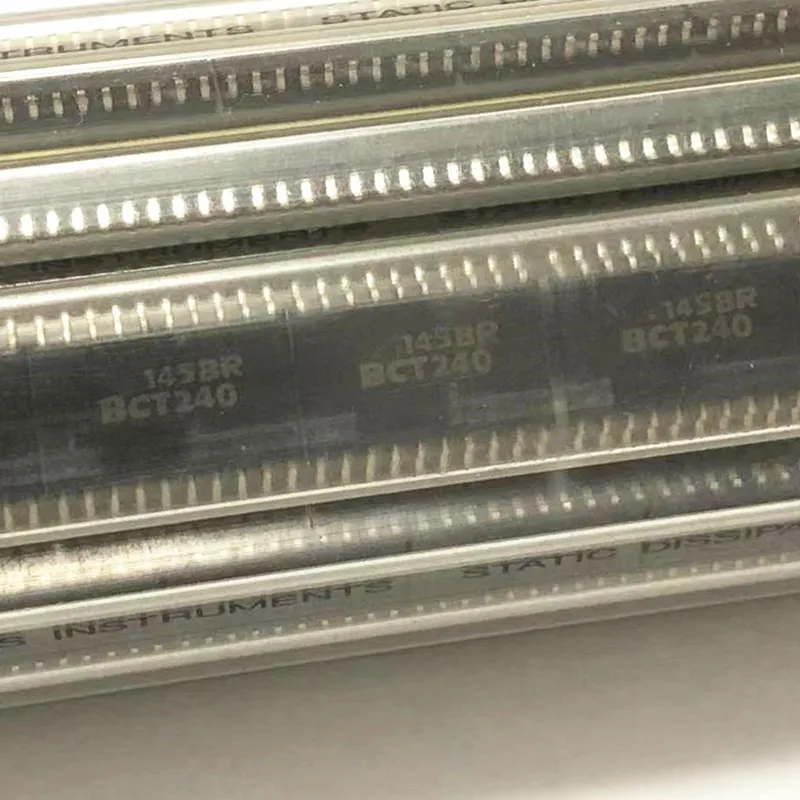 INSTRUMENTS STATIC D
145BR
BCT240
145BR
BCT240
145BR
BCT240
S INSTRUMENTS STATIC DISSIPA